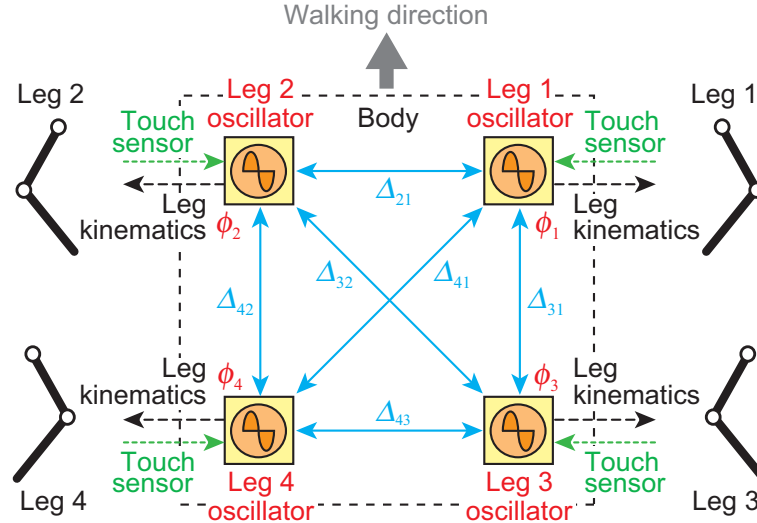 Walking direction
Leg 2
Leg 2
oscillator
Body
Leg 1
oscillator
Leg 1
Touch
sensor
Touch
sensor
Δ21
Leg
kinematics
ϕ2
ϕ1
Leg
kinematics
Δ42
Δ32
Δ41
Δ31
Leg
kinematics
ϕ4
ϕ3
Leg
kinematics
Δ43
Touch
sensor
Touch
sensor
Leg 4
Leg 4
oscillator
Leg 3
oscillator
Leg 3